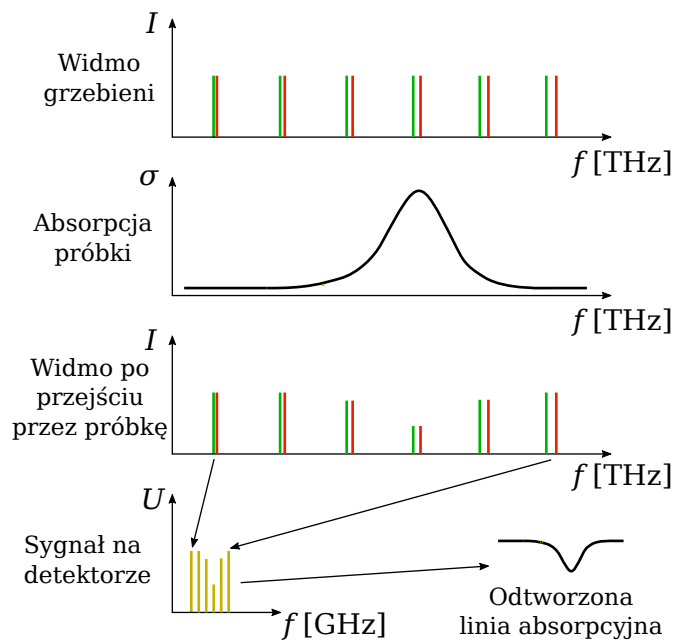 I
Widmo
grzebieni
f [THz]
σ
Absorpcja
próbki
f [THz]
I
Widmo po
przejściu
przez próbkę
f [THz]
U
Sygnał na
detektorze
f [GHz]
Odtworzona
linia absorpcyjna